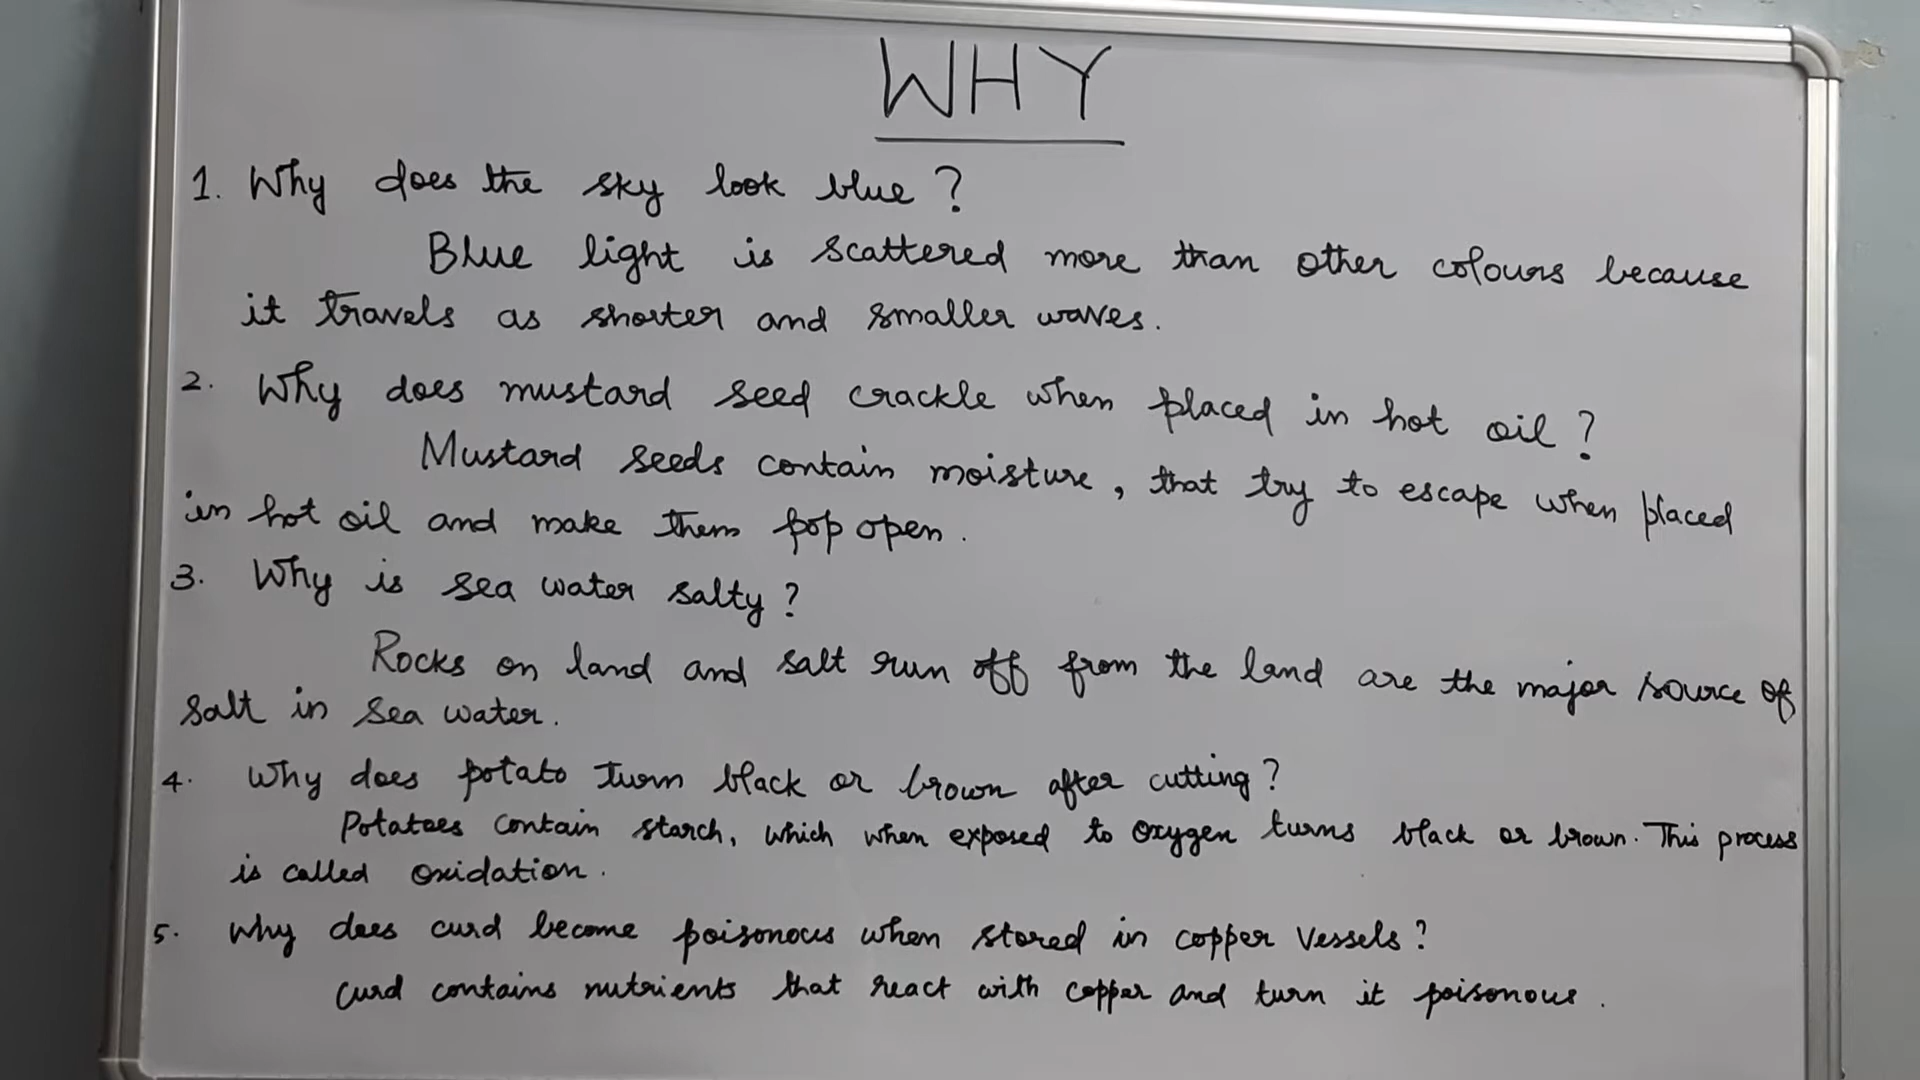 WHY
1. Why does the sky look blue?
Blue light is scattered more than other colours because
it travels as shorter and smaller waves.
2. Why does mustard seed crackle when placed in hot oil?
Mustard seeds contain moisture, that try to escape when placed
in hot oil and make them pop open.
3. Why is sea water salty?
Rocks on land and salt run off from the land are the major source of
salt in sea water.
4. Why does potato turn black or brown after cutting?
Potatoes contain starch, which when exposed to oxygen turns black or brown. This process
is called oxidation.
5. Why does curd become poisonous when stored in copper vessels?
Curd contains nutrients that react with copper and turn it poisonous.